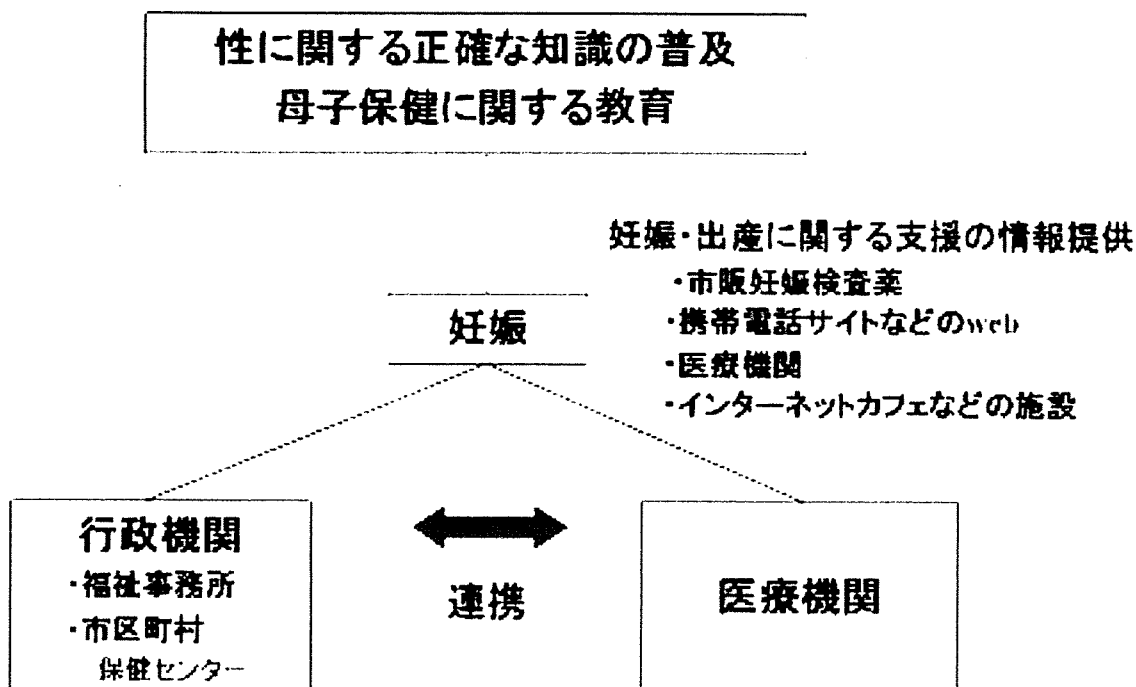 性に関する正確な知識の普及
母子保健に関する教育
妊娠・出産に関する支援の情報提供
・市販妊娠検査薬
・携帯電話サイトなどのweb
・医療機関
・インターネットカフェなどの施設
妊娠
行政機関
・福祉事務所
・市区町村
保健センター
連携
医療機関